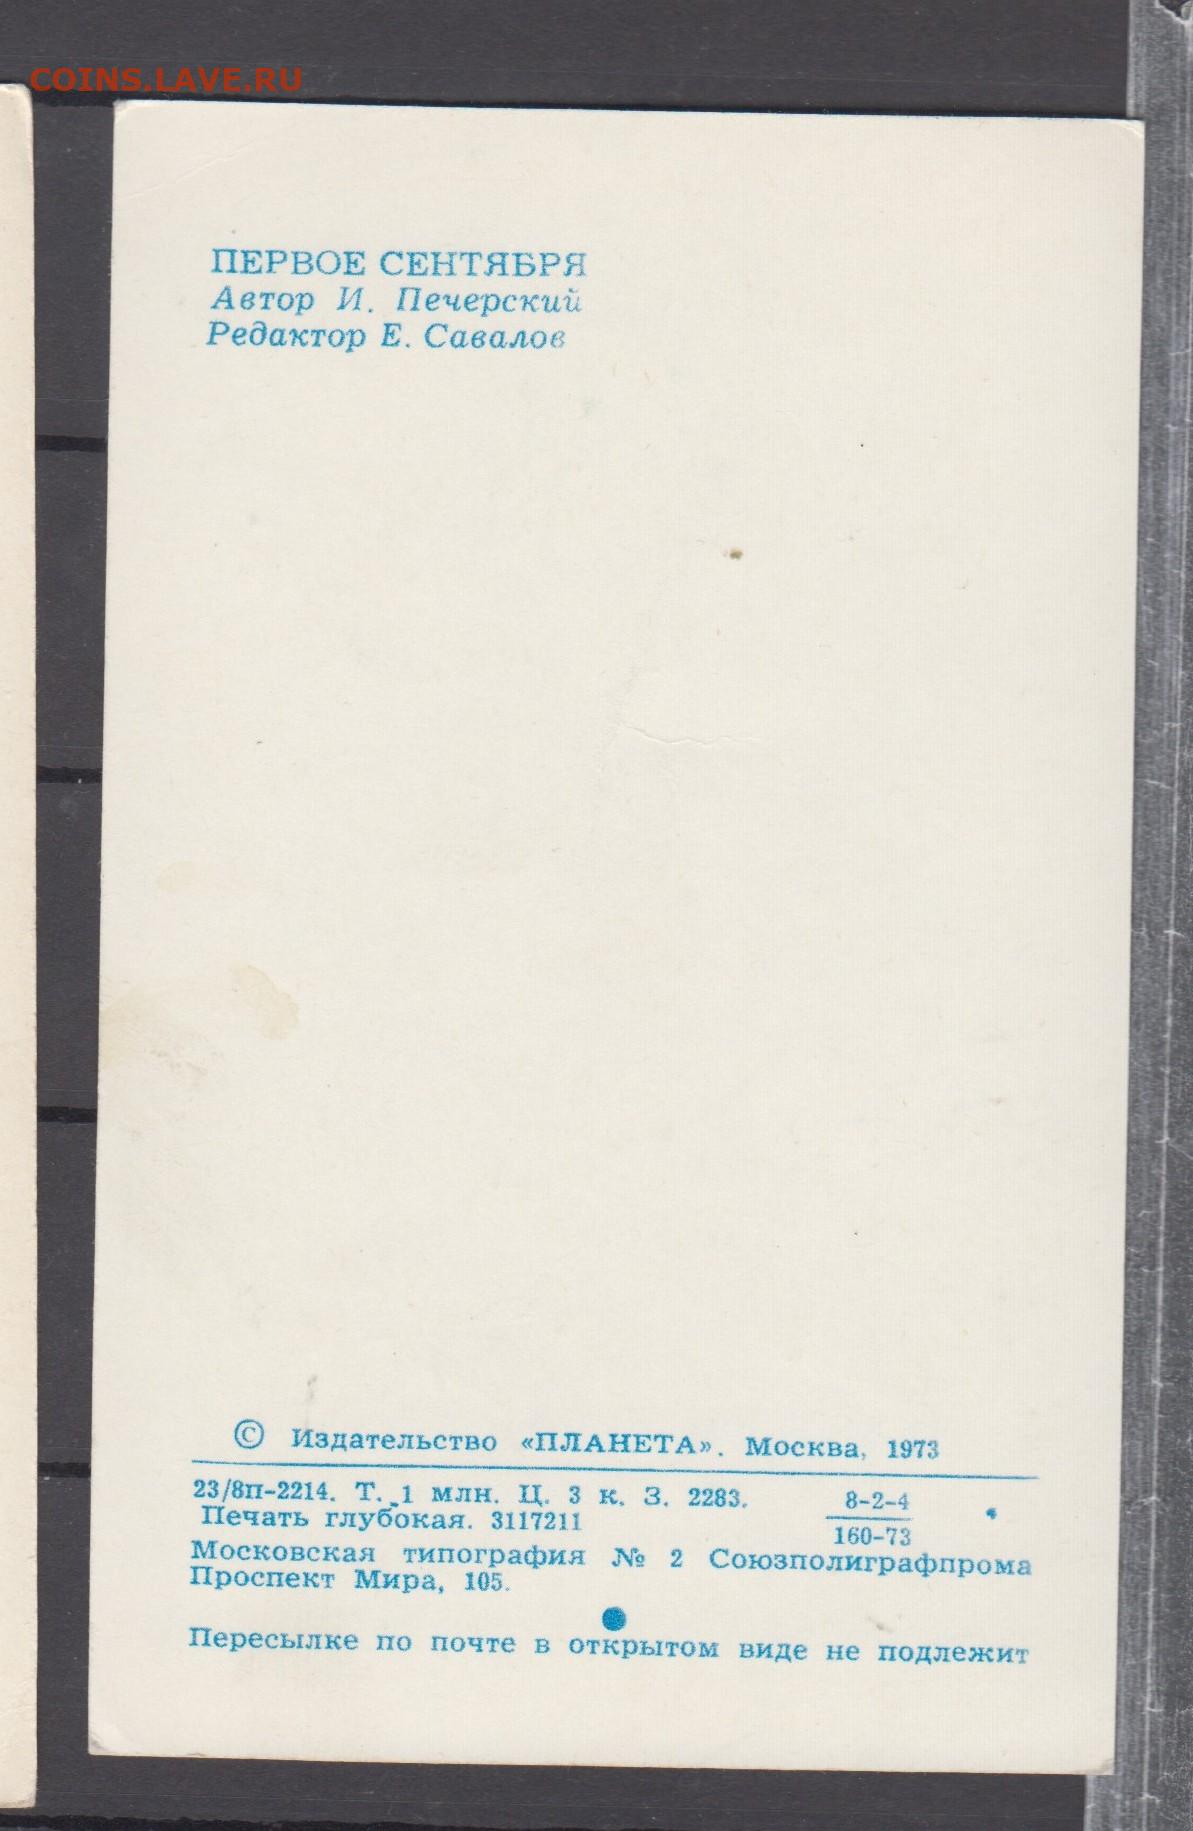 COINS.LAVE.RU
ПЕРВОЕ СЕНТЯБРЯ
Автор И. Печерский
Редактор Е. Савалов
© Издательство «ПЛАНЕТА». Москва, 1973
23/8п-2214. Т. 1 млн. Ц. 3 к. З. 2283. 8-2-4
Печать глубокая. 3117211 160-73
Московская типография № 2 Союзполиграфпрома
Проспект Мира, 105.
Пересылке по почте в открытом виде не подлежит